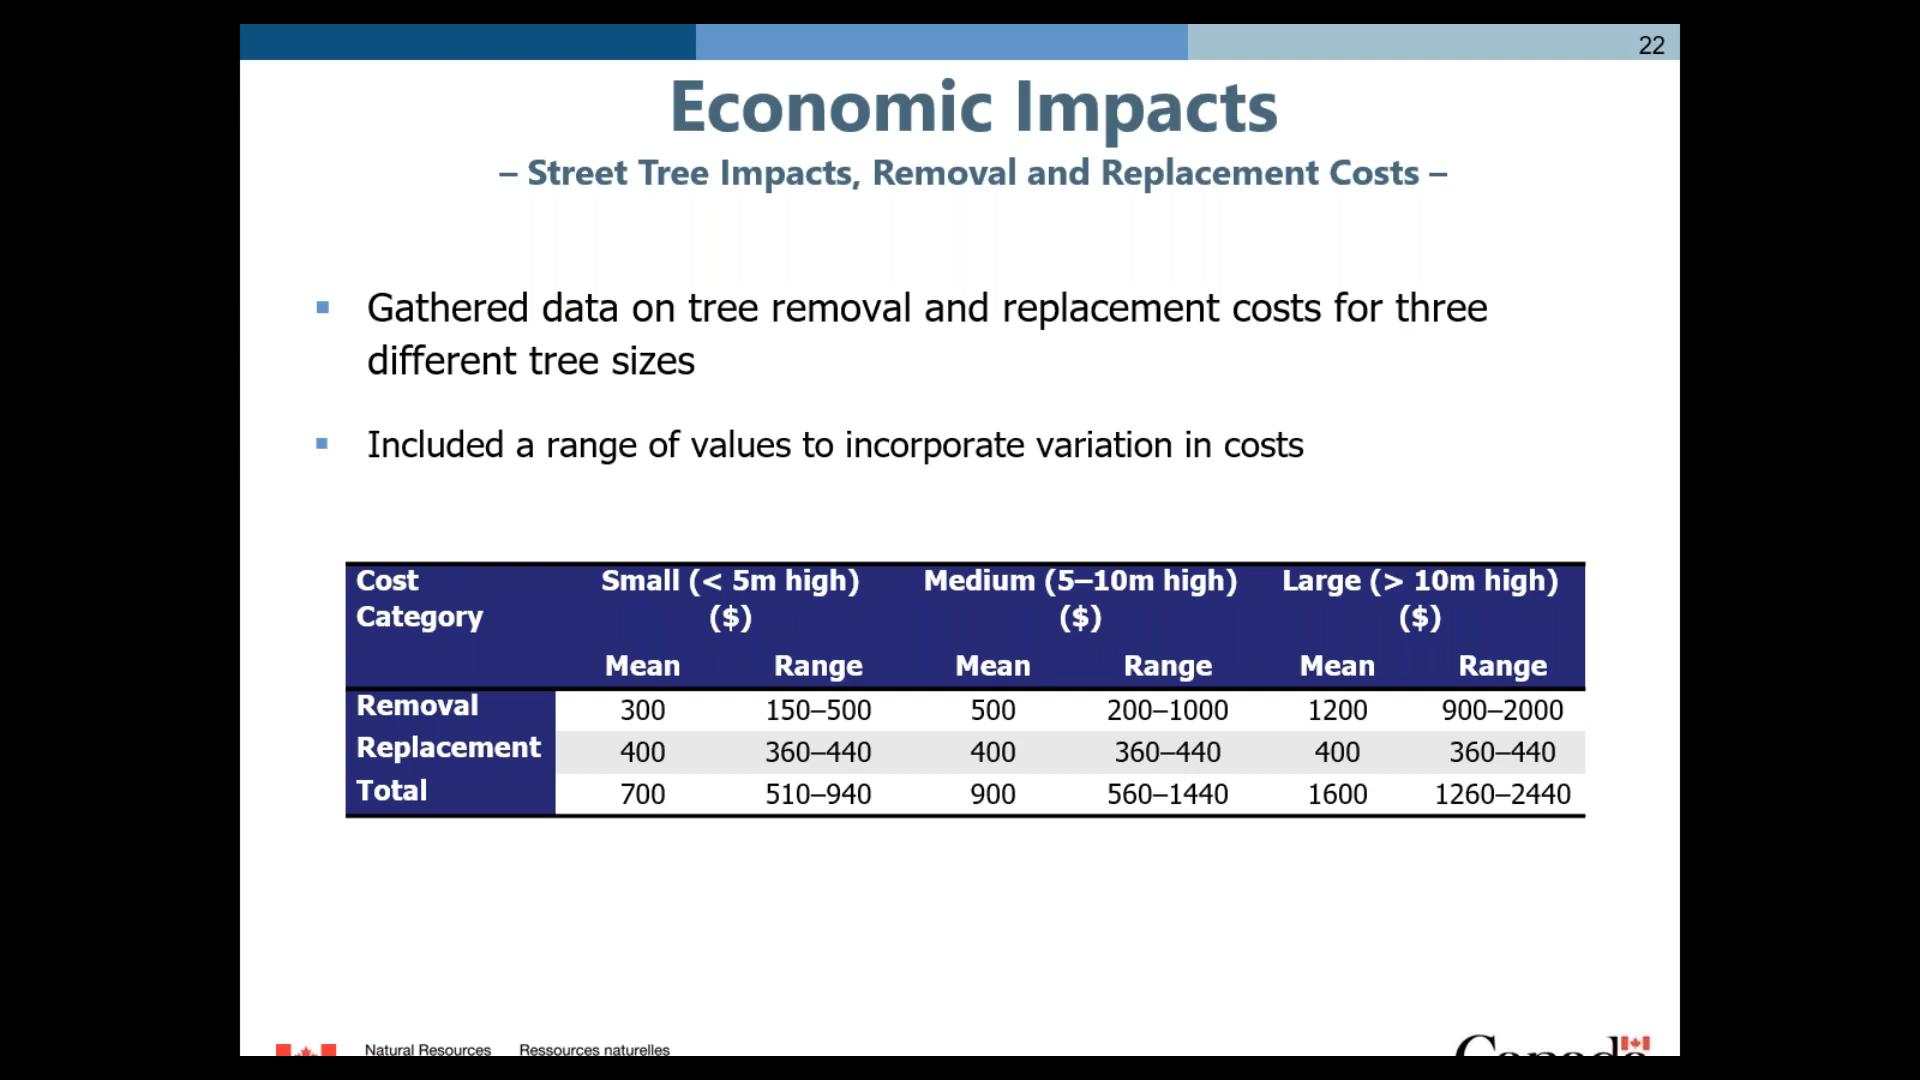 22
Economic Impacts
– Street Tree Impacts, Removal and Replacement Costs –
Gathered data on tree removal and replacement costs for three
different tree sizes
Included a range of values to incorporate variation in costs
Cost Small (< 5m high) Medium (5–10m high) Large (> 10m high)
Category ($) ($) ($)
Mean Range Mean Range Mean Range
Removal 300 150–500 500 200–1000 1200 900–2000
Replacement 400 360–440 400 360–440 400 360–440
Total 700 510–940 900 560–1440 1600 1260–2440
Natural Resources Ressources naturelles Canada